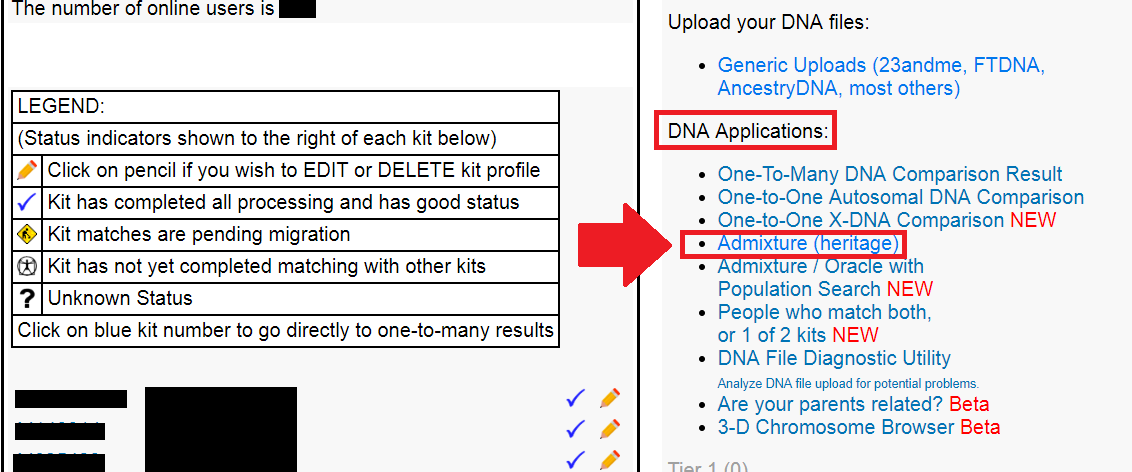 The number of online users is
LEGEND:
(Status indicators shown to the right of each kit below)
Click on pencil if you wish to EDIT or DELETE kit profile
Kit has completed all processing and has good status
Kit matches are pending migration
Kit has not yet completed matching with other kits
? Unknown Status
Click on blue kit number to go directly to one-to-many results
Upload your DNA files:
• Generic Uploads (23andme, FTDNA,
AncestryDNA, most others)
DNA Applications:
• One-To-Many DNA Comparison Result
• One-to-One Autosomal DNA Comparison
• One-to-One X-DNA Comparison NEW
• Admixture (heritage)
• Admixture / Oracle with
Population Search NEW
• People who match both,
or 1 of 2 kits NEW
• DNA File Diagnostic Utility
Analyze DNA file upload for potential problems.
• Are your parents related? Beta
• 3-D Chromosome Browser Beta
Tier 1 (0)